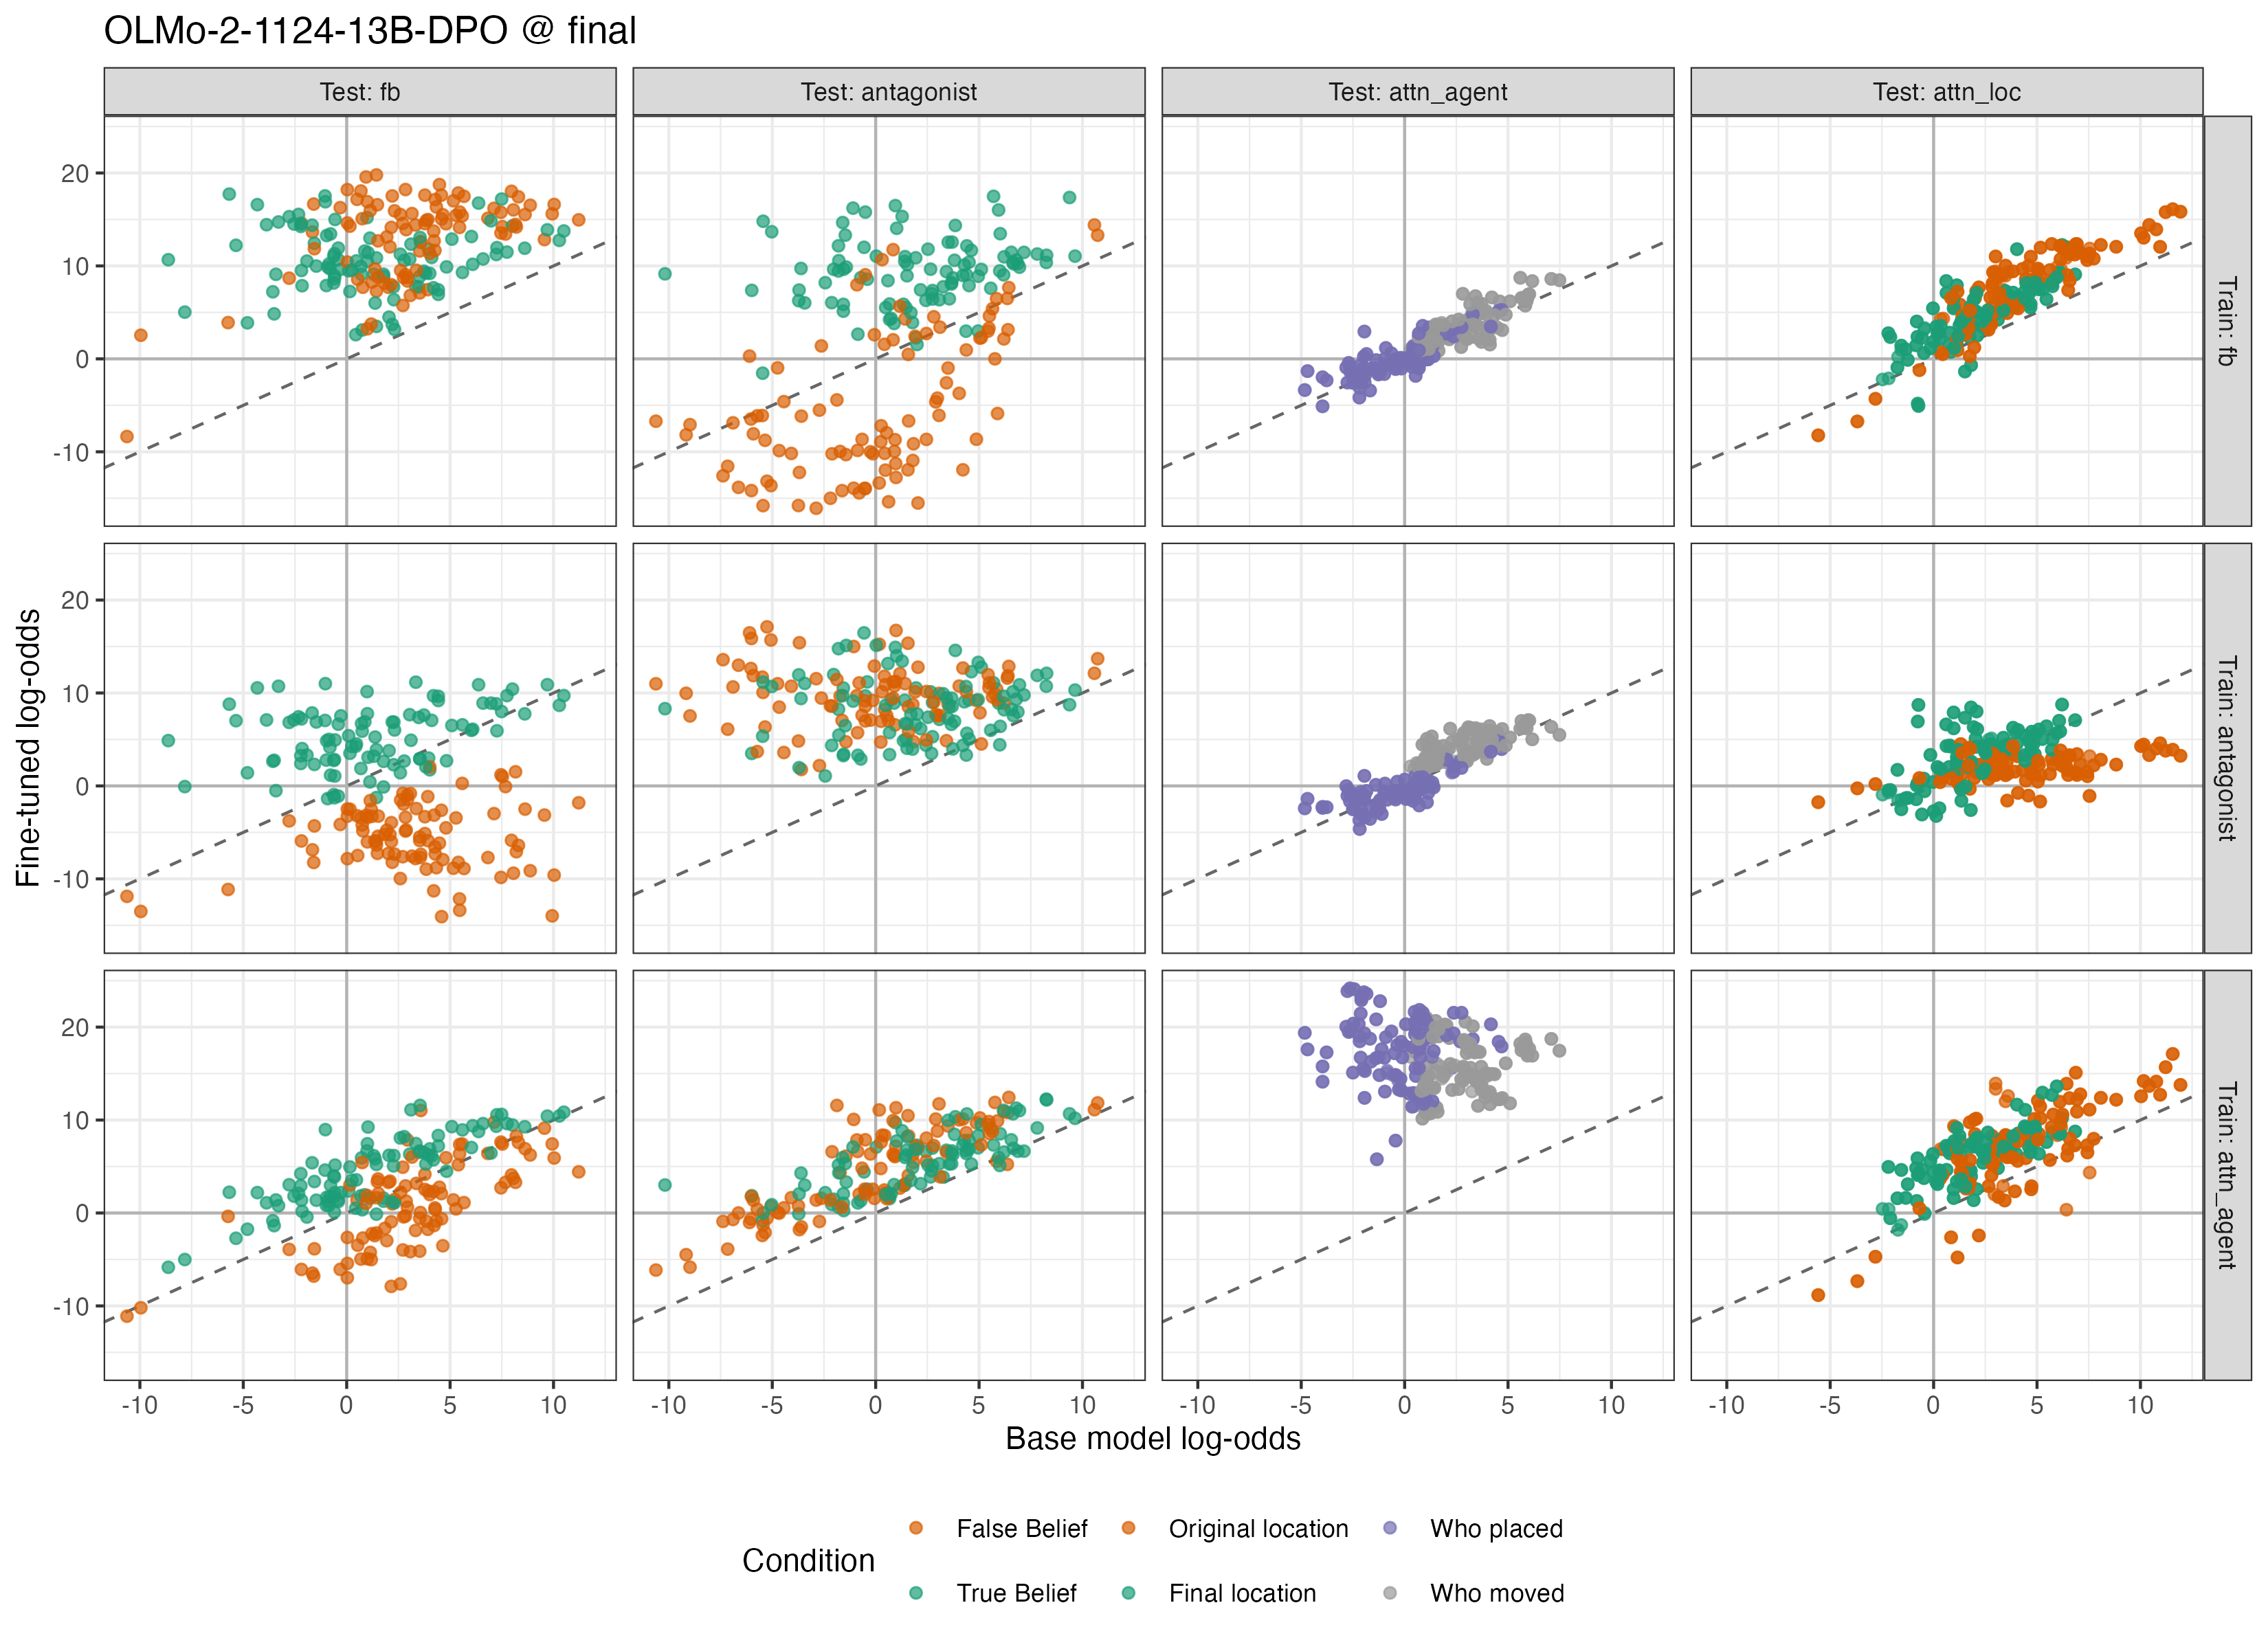 OLMo-2-1124-13B-DPO @ final
Test: fb
Test: antagonist
Test: attn_agent
Test: attn_loc
20
10
0
-10
Train: fb
20
10
0
-10
Train: antagonist
20
10
0
-10
Train: attn_agent
Fine-tuned log-odds
-10 -5 0 5 10
-10 -5 0 5 10
-10 -5 0 5 10
-10 -5 0 5 10
Base model log-odds
Condition
False Belief
Original location
Who placed
True Belief
Final location
Who moved